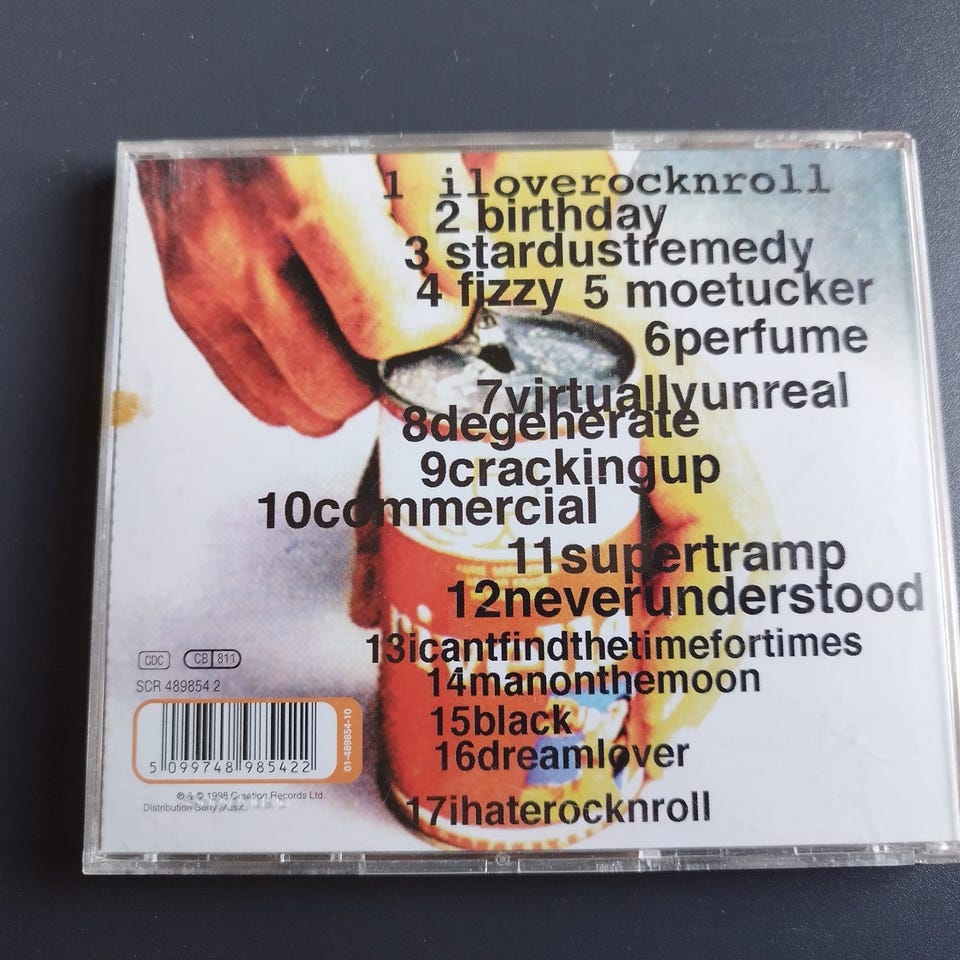 1 iloverocknroll
2 birthday
3 stardustremedy
4 fizzy 5 moetucker
6perfume
7virtuallyunreal
8degenerate
9crackingup
10commercial
11supertramp
12neverunderstood
13icantfindthetimefortimes
14manonthemoon
15black
16dreamlover
17ihaterocknroll
CDC CB 811
SCR 489854 2
5 099748 985422
01-489854-10
℗ & © 1998 Creation Records Ltd.
Distribution Sony Music.